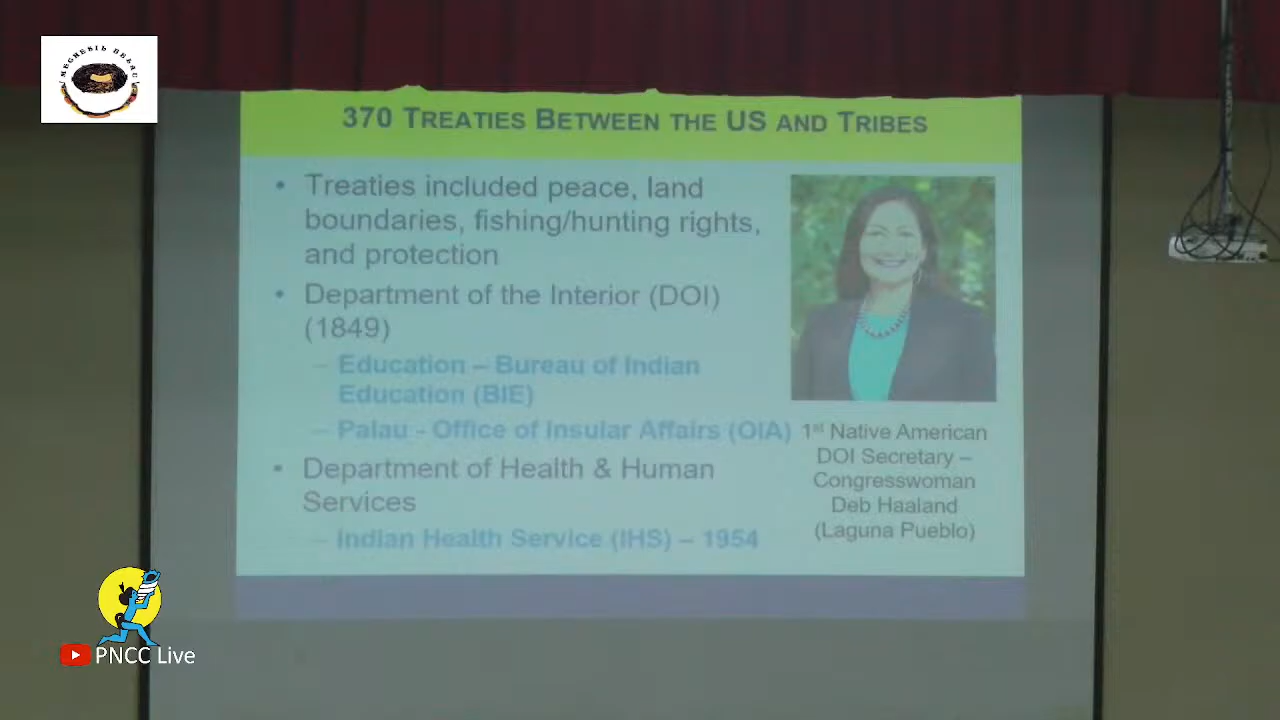 MEGHESIL BELAU
370 TREATIES BETWEEN THE US AND TRIBES
• Treaties included peace, land
boundaries, fishing/hunting rights,
and protection
• Department of the Interior (DOI)
(1849)
– Education – Bureau of Indian
Education (BIE)
– Palau - Office of Insular Affairs (OIA)
• Department of Health & Human
Services
– Indian Health Service (IHS) – 1954
1st Native American
DOI Secretary –
Congresswoman
Deb Haaland
(Laguna Pueblo)
PNCC Live